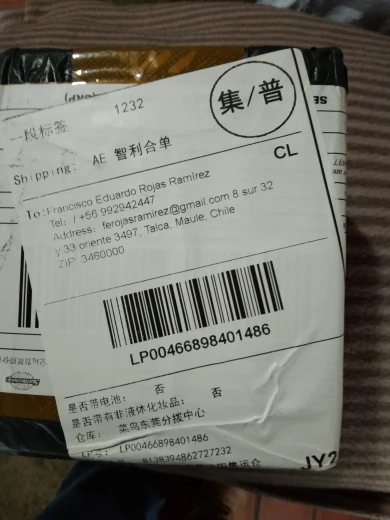 1232
集/普
一段标签
Shipping: AE 智利合单
CL
To: Francisco Eduardo Rojas Ramírez
Tel: / +56 992942447
Address: ferojasramirez@gmail.com 8 sur 32
y 33 oriente 3497, Talca, Maule, Chile
ZIP: 3460000
LP00466898401486
是否带电池: 否
是否带有非液体化妆品: 否
仓库: 菜鸟东莞分拨中心
LP00466898401486
JY2